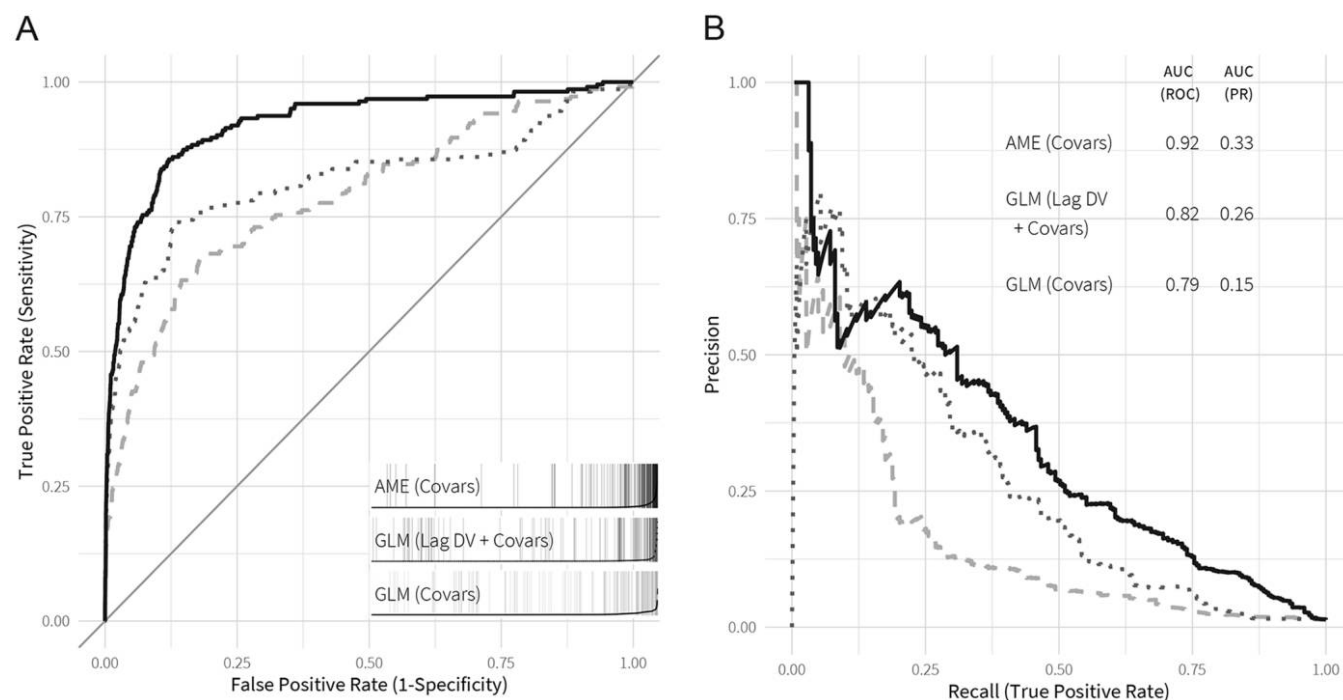 A
True Positive Rate (Sensitivity)
1.00
0.75
0.50
0.25
0.00
AME (Covars)
GLM (Lag DV + Covars)
GLM (Covars)
0.00 0.25 0.50 0.75 1.00
False Positive Rate (1-Specificity)
B
Precision
1.00
0.75
0.50
0.25
0.00
AUC AUC
(ROC) (PR)
AME (Covars) 0.92 0.33
GLM (Lag DV
+ Covars) 0.82 0.26
GLM (Covars) 0.79 0.15
0.00 0.25 0.50 0.75 1.00
Recall (True Positive Rate)